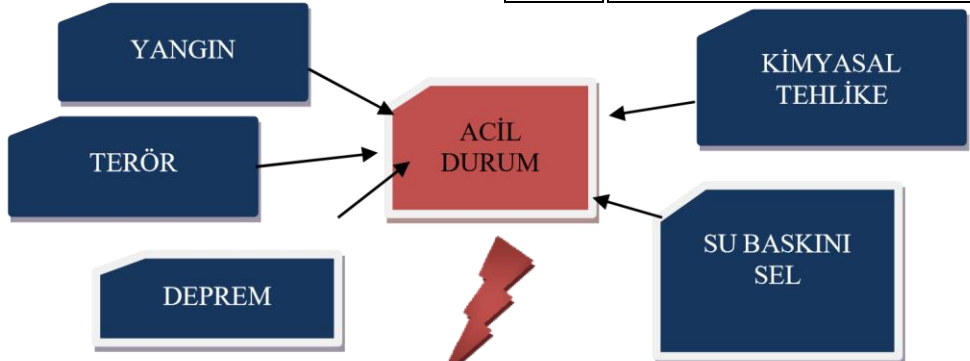 YANGIN
KİMYASAL
TEHLİKE
ACİL
DURUM
TERÖR
SU BASKINI
SEL
DEPREM